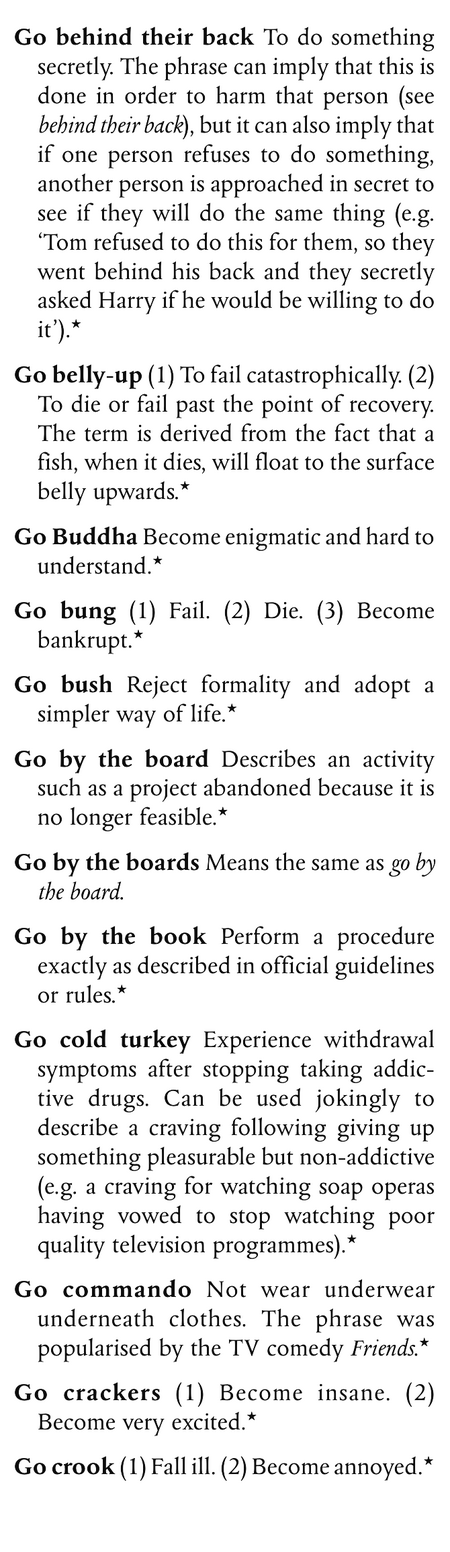 Go behind their back To do something
secretly. The phrase can imply that this is
done in order to harm that person (see
behind their back), but it can also imply that
if one person refuses to do something,
another person is approached in secret to
see if they will do the same thing (e.g.
‘Tom refused to do this for them, so they
went behind his back and they secretly
asked Harry if he would be willing to do
it’).★
Go belly-up (1) To fail catastrophically. (2)
To die or fail past the point of recovery.
The term is derived from the fact that a
fish, when it dies, will float to the surface
belly upwards.★
Go Buddha Become enigmatic and hard to
understand.★
Go bung (1) Fail. (2) Die. (3) Become
bankrupt.★
Go bush Reject formality and adopt a
simpler way of life.★
Go by the board Describes an activity
such as a project abandoned because it is
no longer feasible.★
Go by the boards Means the same as go by
the board.
Go by the book Perform a procedure
exactly as described in official guidelines
or rules.★
Go cold turkey Experience withdrawal
symptoms after stopping taking addic-
tive drugs. Can be used jokingly to
describe a craving following giving up
something pleasurable but non-addictive
(e.g. a craving for watching soap operas
having vowed to stop watching poor
quality television programmes).★
Go commando Not wear underwear
underneath clothes. The phrase was
popularised by the TV comedy Friends.★
Go crackers (1) Become insane. (2)
Become very excited.★
Go crook (1) Fall ill. (2) Become annoyed.★